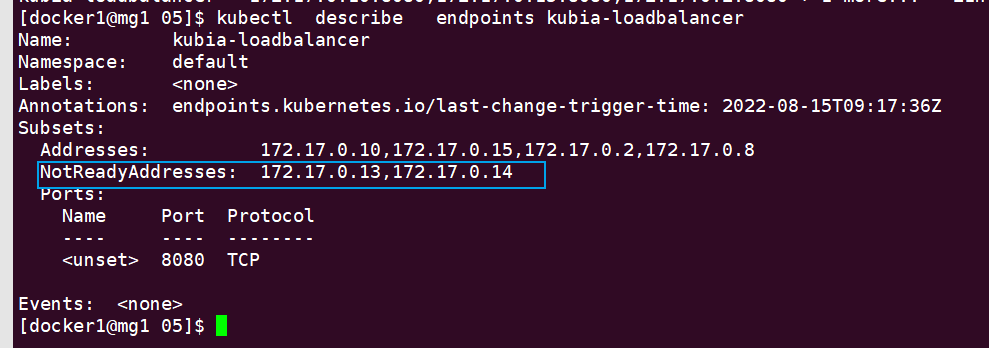 [docker1@mg1 05]$ kubectl  describe   endpoints kubia-loadbalancer
Name:         kubia-loadbalancer
Namespace:    default
Labels:       <none>
Annotations:  endpoints.kubernetes.io/last-change-trigger-time: 2022-08-15T09:17:36Z
Subsets:
  Addresses:          172.17.0.10,172.17.0.15,172.17.0.2,172.17.0.8
  NotReadyAddresses:  172.17.0.13,172.17.0.14
  Ports:
    Name     Port  Protocol
    ----     ----  --------
    <unset>  8080  TCP
Events:  <none>
[docker1@mg1 05]$